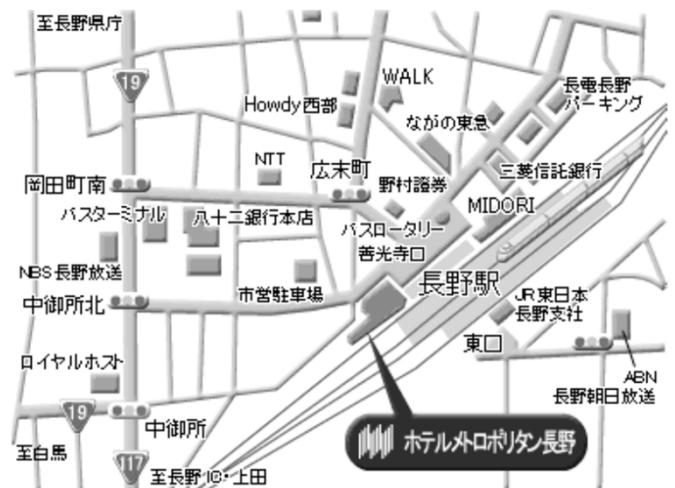 至長野県庁
19
WALK
長電長野
パーキング
Howdy西部
ながの東急
NTT
広末町
三菱信託銀行
岡田町南
野村證券
MIDORI
バスターミナル
八十二銀行本店
バスロータリー
善光寺口
NBS長野放送
市営駐車場
長野駅
中御所北
JR東日本
長野支社
東口
ロイヤルホスト
ABN
長野朝日放送
19
中御所
ホテルメトロポリタン長野
至白馬
117
至長野IC・上田